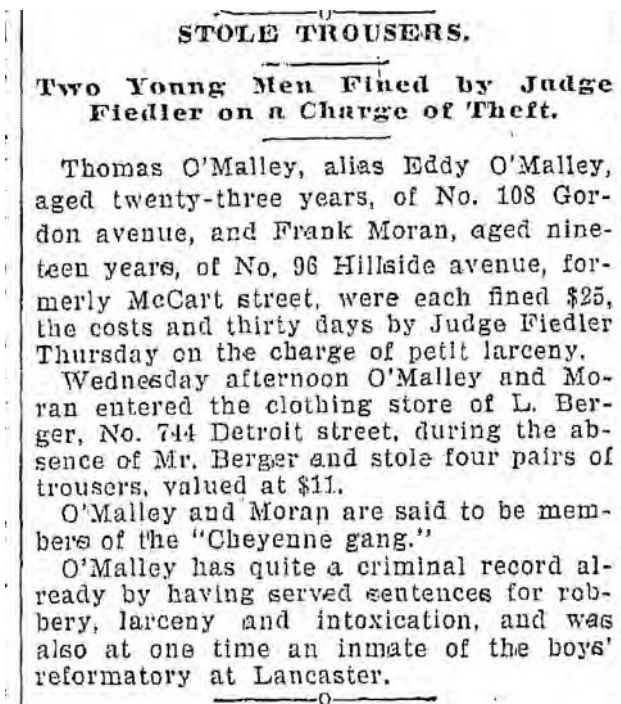 STOLE TROUSERS.
Two Young Men Fined by Judge
Fiedler on a Charge of Theft.
Thomas O'Malley, alias Eddy O'Malley,
aged twenty-three years, of No. 108 Gor-
don avenue, and Frank Moran, aged nine-
teen years, of No. 96 Hillside avenue, for-
merly McCart street, were each fined $25,
the costs and thirty days by Judge Fiedler
Thursday on the charge of petit larceny.
Wednesday afternoon O'Malley and Mo-
ran entered the clothing store of L. Ber-
ger, No. 744 Detroit street, during the ab-
sence of Mr. Berger and stole four pairs of
trousers, valued at $11.
O'Malley and Moran are said to be mem-
bers of the "Cheyenne gang."
O'Malley has quite a criminal record al-
ready by having served sentences for rob-
bery, larceny and intoxication, and was
also at one time an inmate of the boys'
reformatory at Lancaster.